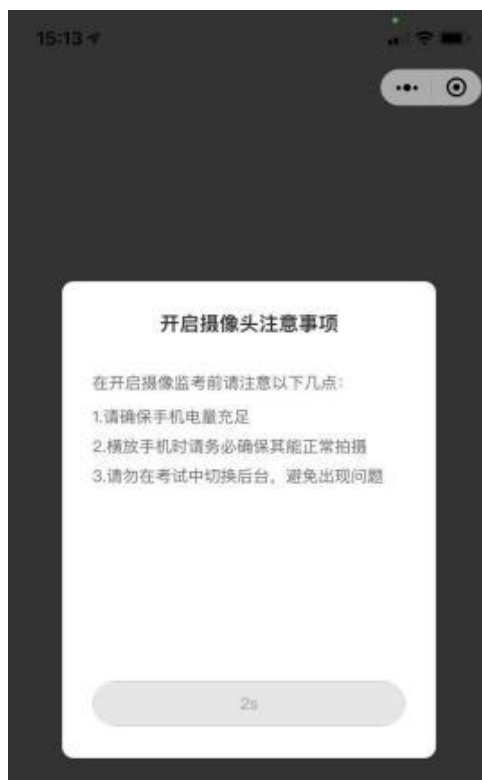 15:13
开启摄像头注意事项
在开启摄像监考前请注意以下几点：
1.请确保手机电量充足
2.横放手机时请务必确保其能正常拍摄
3.请勿在考试中切换后台，避免出现问题
2s